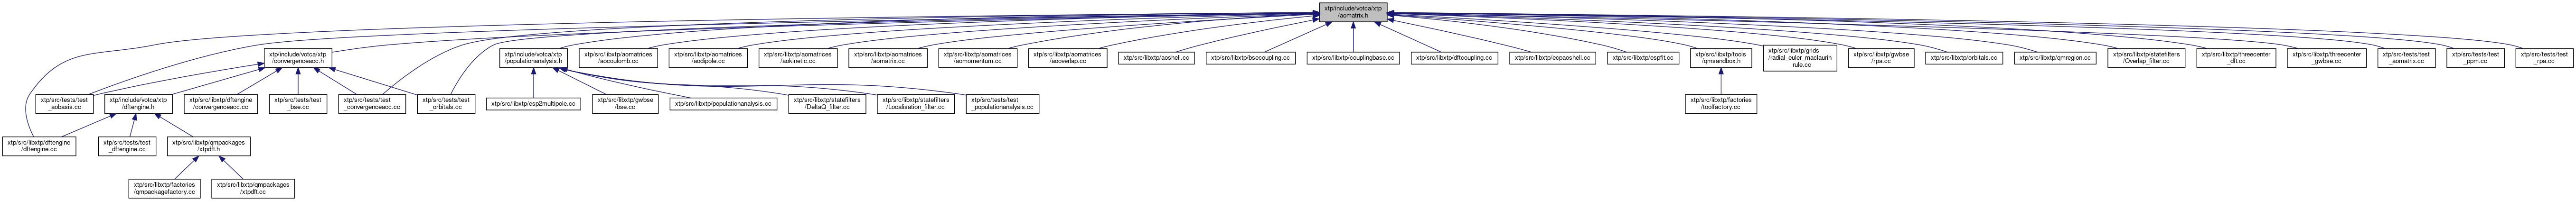 xtp/include/votca/xtp
/aomatrix.h
xtp/include/votca/xtp
/convergenceacc.h
xtp/include/votca/xtp
/populationanalysis.h
xtp/src/libxtp/aomatrices
/aocoulomb.cc
xtp/src/libxtp/aomatrices
/aodipole.cc
xtp/src/libxtp/aomatrices
/aokinetic.cc
xtp/src/libxtp/aomatrices
/aomatrix.cc
xtp/src/libxtp/aomatrices
/aomomentum.cc
xtp/src/libxtp/aomatrices
/aooverlap.cc
xtp/src/libxtp/aoshell.cc
xtp/src/libxtp/bsecoupling.cc
xtp/src/libxtp/couplingbase.cc
xtp/src/libxtp/dftcoupling.cc
xtp/src/libxtp/ecpaoshell.cc
xtp/src/libxtp/espfit.cc
xtp/src/libxtp/tools
/qmsandbox.h
xtp/src/libxtp/grids
/radial_euler_maclaurin
_rule.cc
xtp/src/libxtp/gwbse
/rpa.cc
xtp/src/libxtp/orbitals.cc
xtp/src/libxtp/qmregion.cc
xtp/src/libxtp/statefilters
/Overlap_filter.cc
xtp/src/libxtp/threecenter
_dft.cc
xtp/src/libxtp/threecenter
_gwbse.cc
xtp/src/tests/test
_aomatrix.cc
xtp/src/tests/test
_ppm.cc
xtp/src/tests/test
_rpa.cc
xtp/src/tests/test
_aobasis.cc
xtp/include/votca/xtp
/dftengine.h
xtp/src/libxtp/dftengine
/convergenceacc.cc
xtp/src/tests/test
_bse.cc
xtp/src/tests/test
_convergenceacc.cc
xtp/src/tests/test
_orbitals.cc
xtp/src/libxtp/esp2multipole.cc
xtp/src/libxtp/gwbse
/bse.cc
xtp/src/libxtp/populationanalysis.cc
xtp/src/libxtp/statefilters
/DeltaQ_filter.cc
xtp/src/libxtp/statefilters
/Localisation_filter.cc
xtp/src/tests/test
_populationanalysis.cc
xtp/src/libxtp/factories
/toolfactory.cc
xtp/src/libxtp/dftengine
/dftengine.cc
xtp/src/tests/test
_dftengine.cc
xtp/src/libxtp/qmpackages
/xtpdft.h
xtp/src/libxtp/factories
/qmpackagefactory.cc
xtp/src/libxtp/qmpackages
/xtpdft.cc